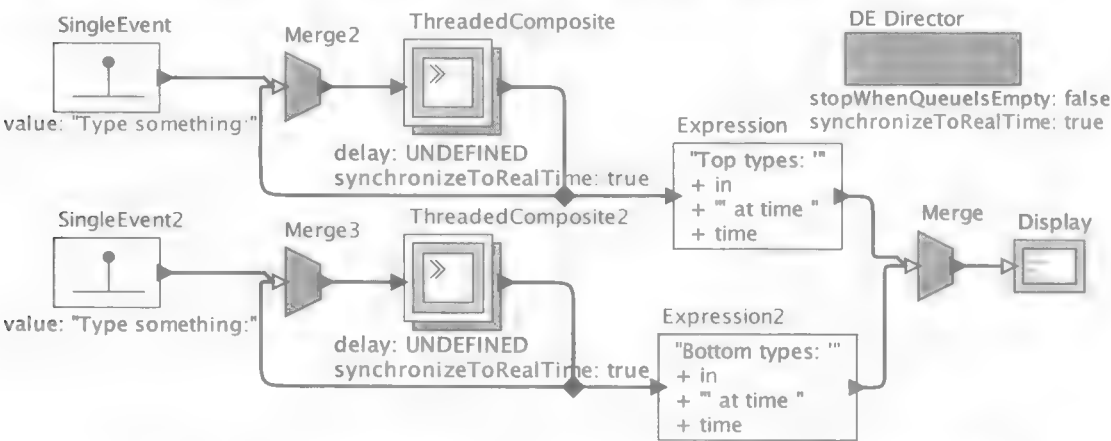 SingleEvent
value: "Type something:"
Merge2
ThreadedComposite
delay: UNDEFINED
synchronizeToRealTime: true
DE Director
stopWhenQueueIsEmpty: false
synchronizeToRealTime: true
Expression
"Top types: '"
+ in
+ "' at time "
+ time
SingleEvent2
value: "Type something:"
Merge3
ThreadedComposite2
delay: UNDEFINED
synchronizeToRealTime: true
Expression2
"Bottom types: '"
+ in
+ "' at time "
+ time
Merge
Display